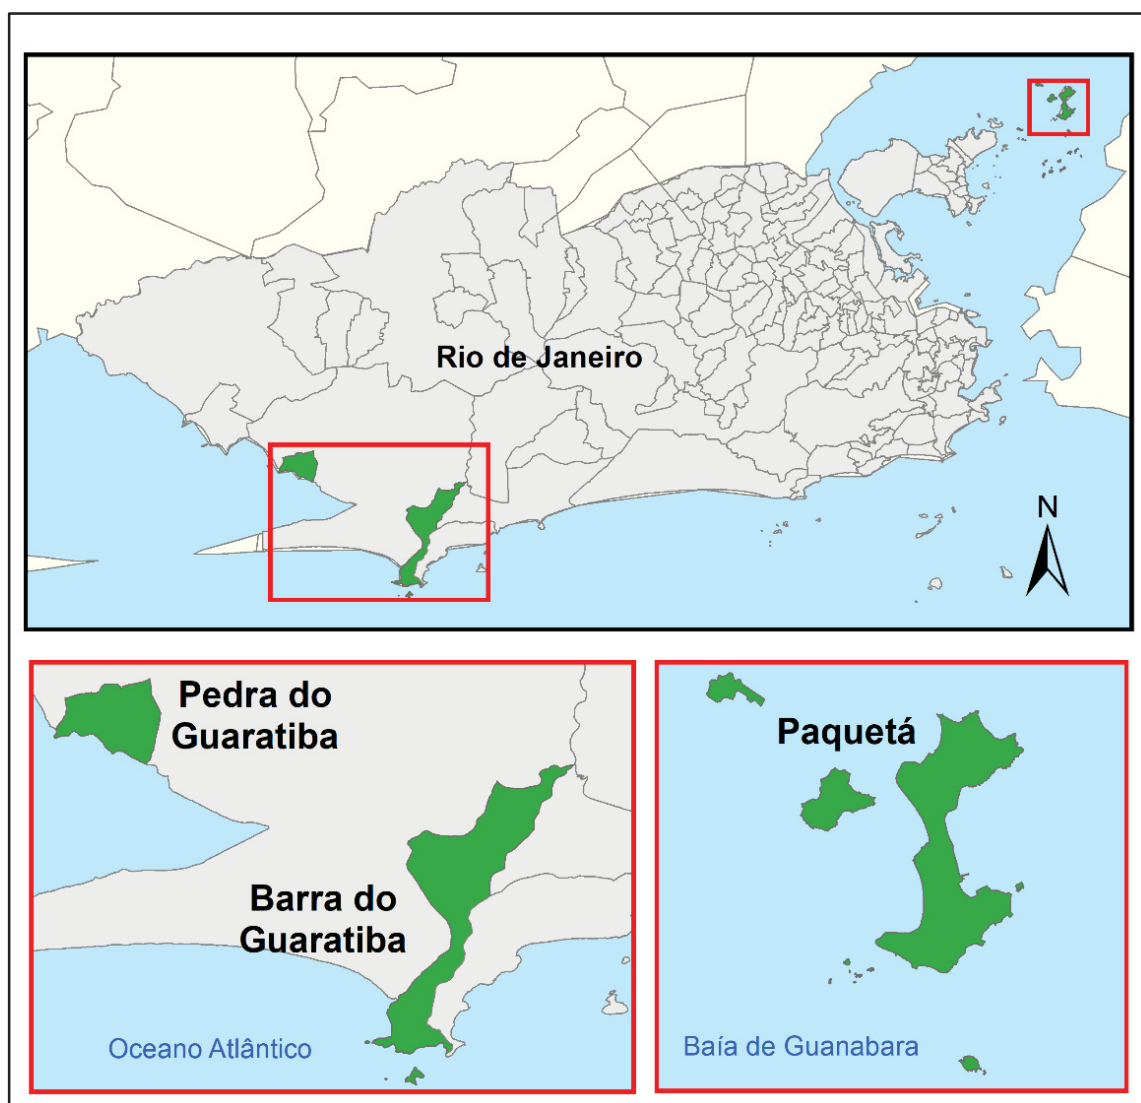 Rio de Janeiro
N
Pedra do
Guaratiba
Barra do
Guaratiba
Oceano Atlântico
Paquetá
Baía de Guanabara